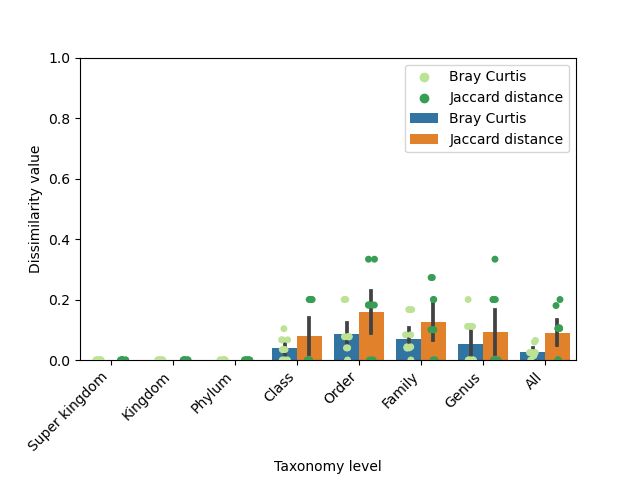 1.0
0.8
0.6
0.4
0.2
0.0
Dissimilarity value
Bray Curtis
Jaccard distance
Bray Curtis
Jaccard distance
Super kingdom
Kingdom
Phylum
Class
Order
Family
Genus
All
Taxonomy level